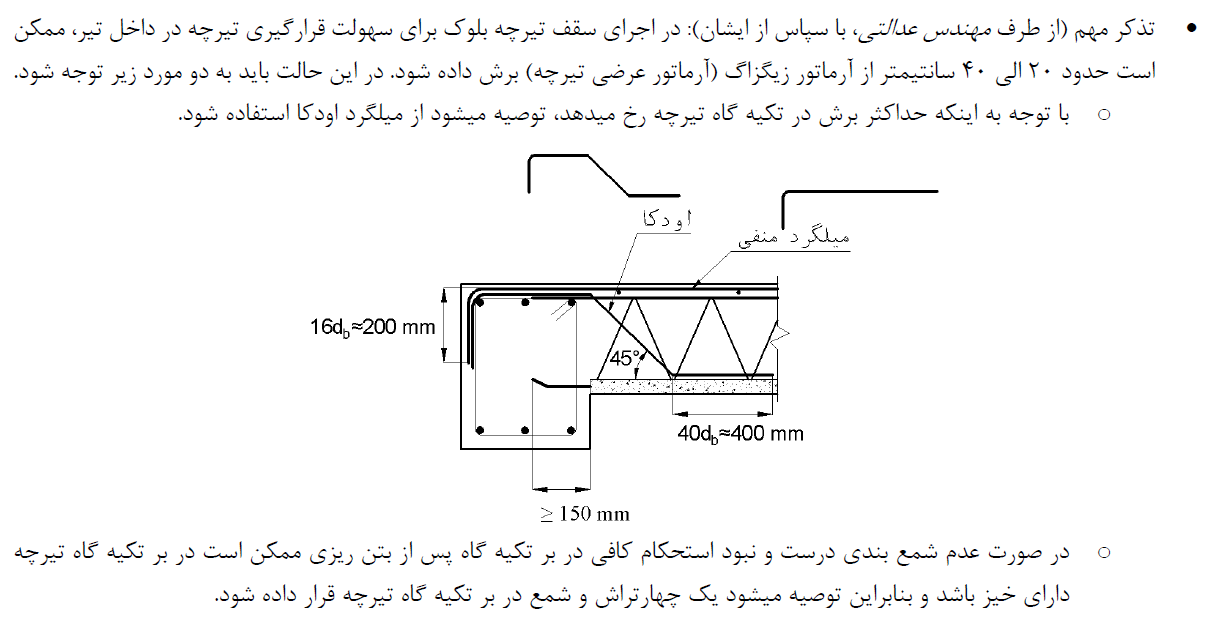 • تذکر مهم (از طرف مهندس عدالتی، با سپاس از ایشان): در اجرای سقف تیرچه بلوک برای سهولت قرارگیری تیرچه در داخل تیر، ممکن
است حدود ۲۰ الی ۴۰ سانتیمتر از آرماتور زیگزاگ (آرماتور عرضی تیرچه) برش داده شود. در این حالت باید به دو مورد زیر توجه شود.
○ با توجه به اینکه حداکثر برش در تکیه گاه تیرچه رخ میدهد، توصیه میشود از میلگرد اودکا استفاده شود.
اودکا
میلگرد منفی
16d_b≈200 mm
45°
40d_b≈400 mm
≥ 150 mm
○ در صورت عدم شمع بندی درست و نبود استحکام کافی در بر تکیه گاه پس از بتن ریزی ممکن است در بر تکیه گاه تیرچه
دارای خیز باشد و بنابراین توصیه میشود یک چهارتراش و شمع در بر تکیه گاه تیرچه قرار داده شود.